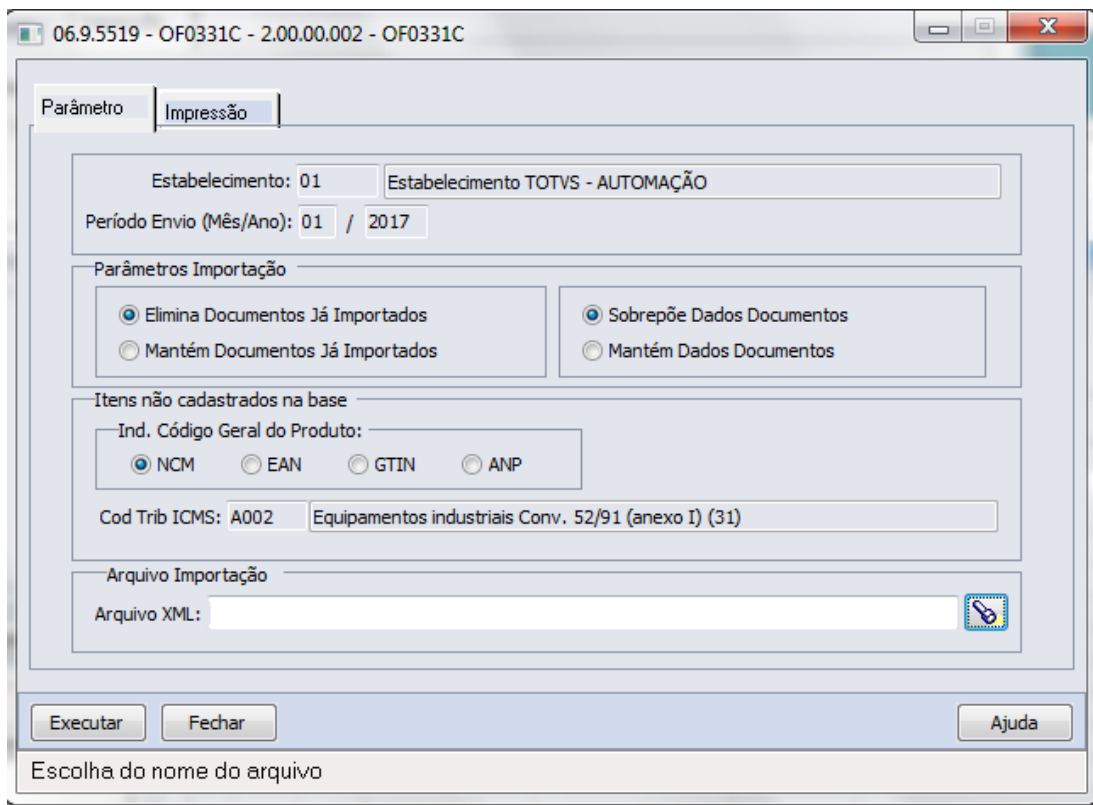 06.9.5519 - OF0331C - 2.00.00.002 - OF0331C
Parâmetro Impressão
Estabelecimento: 01 Estabelecimento TOTVS - AUTOMAÇÃO
Período Envio (Mês/Ano): 01 / 2017
Parâmetros Importação
Elimina Documentos Já Importados Sobrepõe Dados Documentos
Mantém Documentos Já Importados Mantém Dados Documentos
Itens não cadastrados na base
Ind. Código Geral do Produto:
NCM EAN GTIN ANP
Cod Trib ICMS: A002 Equipamentos industriais Conv. 52/91 (anexo I) (31)
Arquivo Importação
Arquivo XML:
Executar Fechar Ajuda
Escolha do nome do arquivo